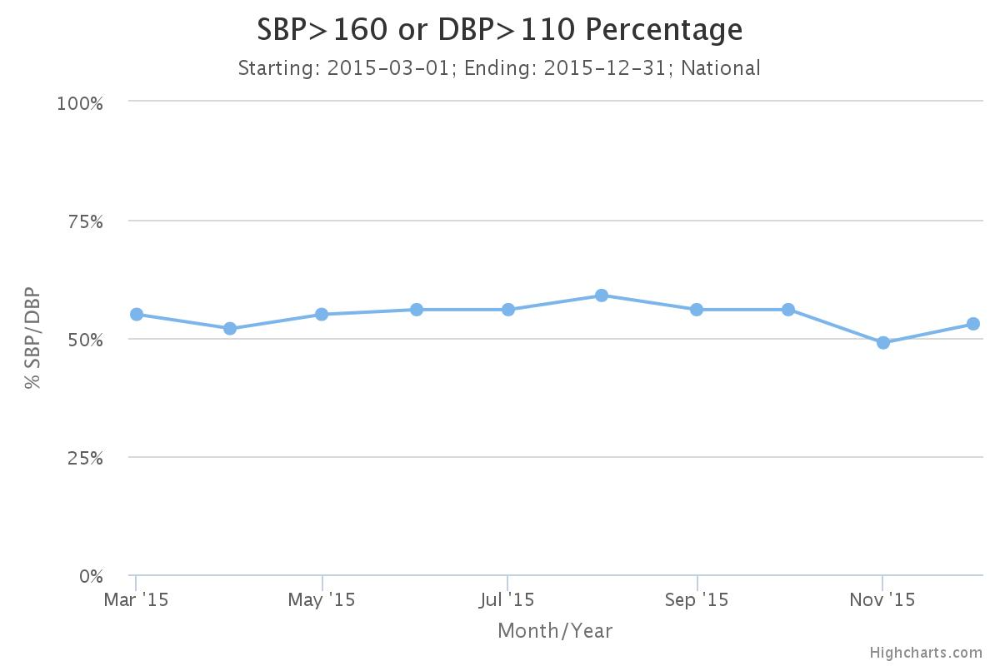 SBP>160 or DBP>110 Percentage
Starting: 2015-03-01; Ending: 2015-12-31; National
100%
75%
50%
25%
0%
% SBP/DBP
Mar '15 May '15 Jul '15 Sep '15 Nov '15
Month/Year
Highcharts.com